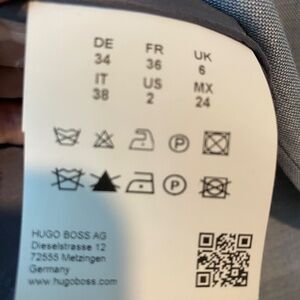 DE FR UK
34 36 6
IT US MX
38 2 24
P
P
HUGO BOSS AG
Dieselstrasse 12
72555 Metzingen
Germany
www.hugoboss.com